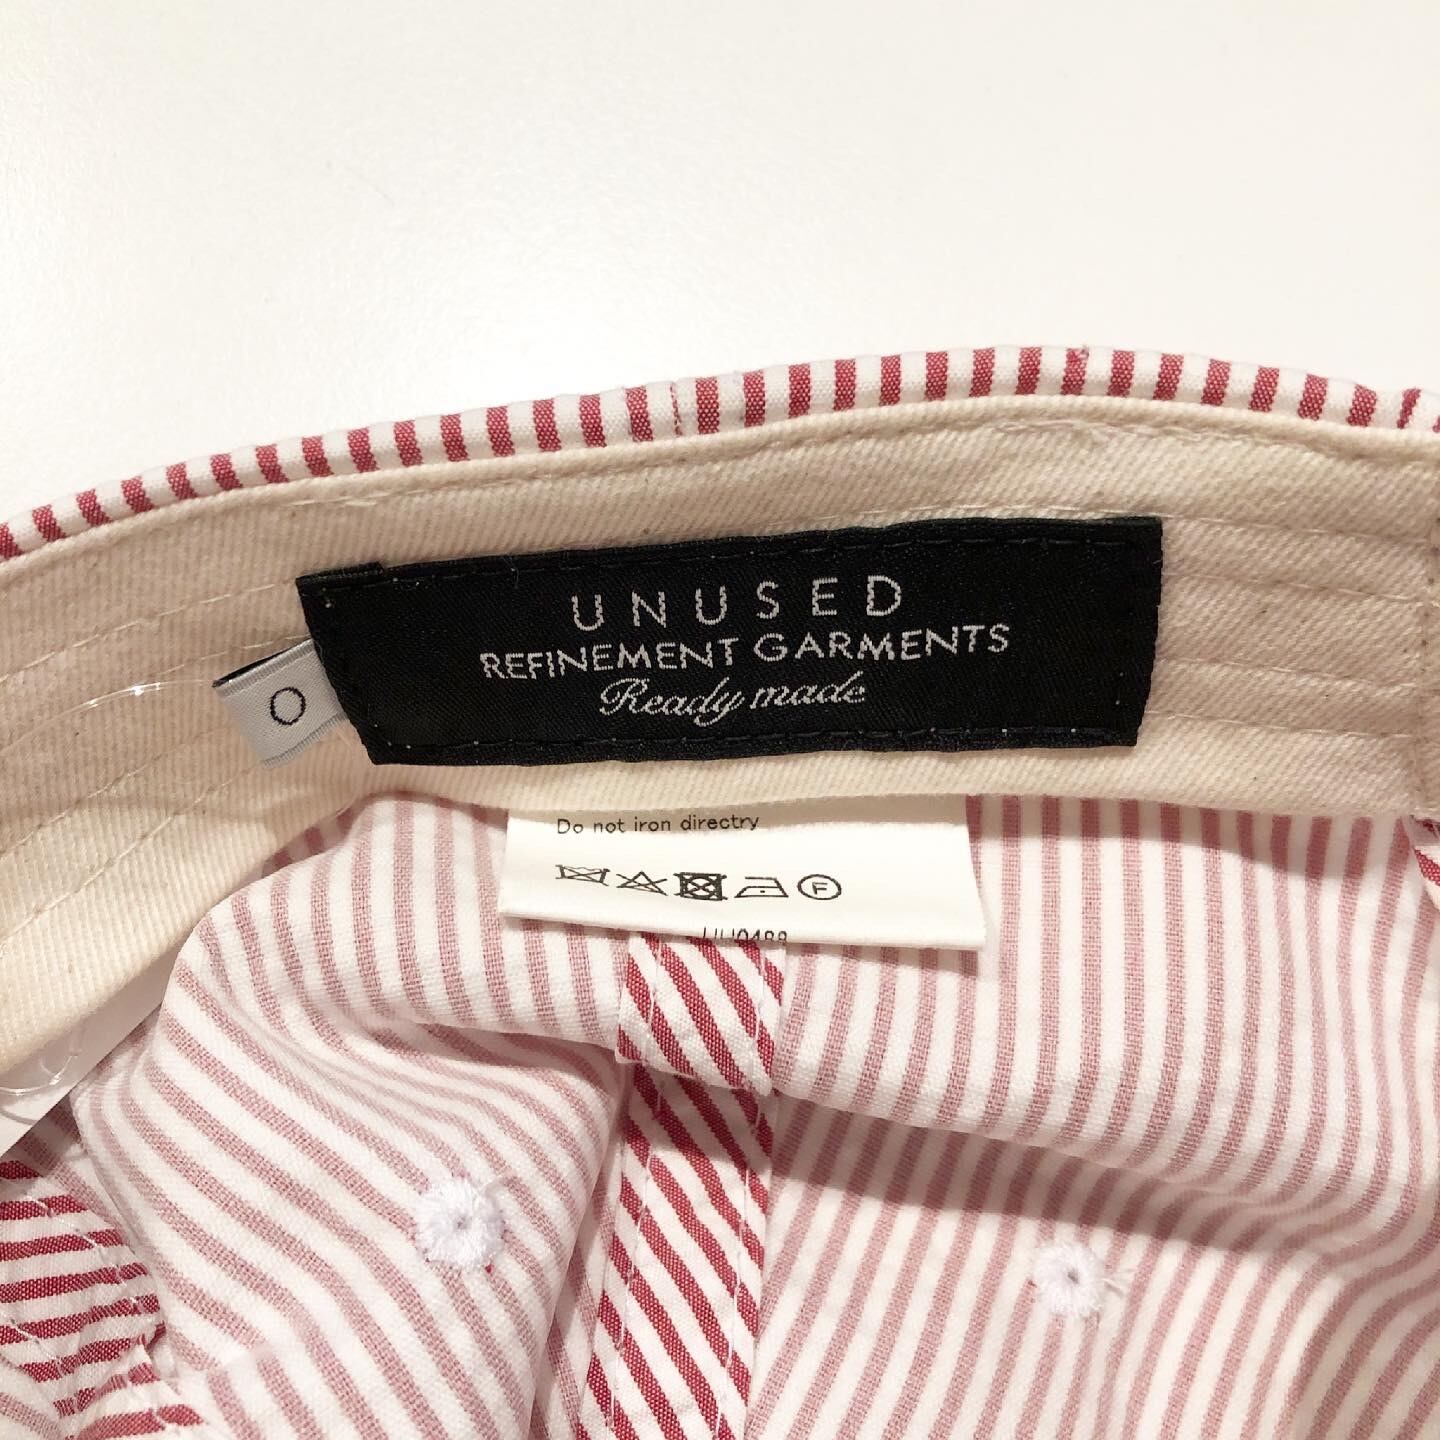 UNUSED
REFINEMENT GARMENTS
Ready made
O
Do not iron directry
F